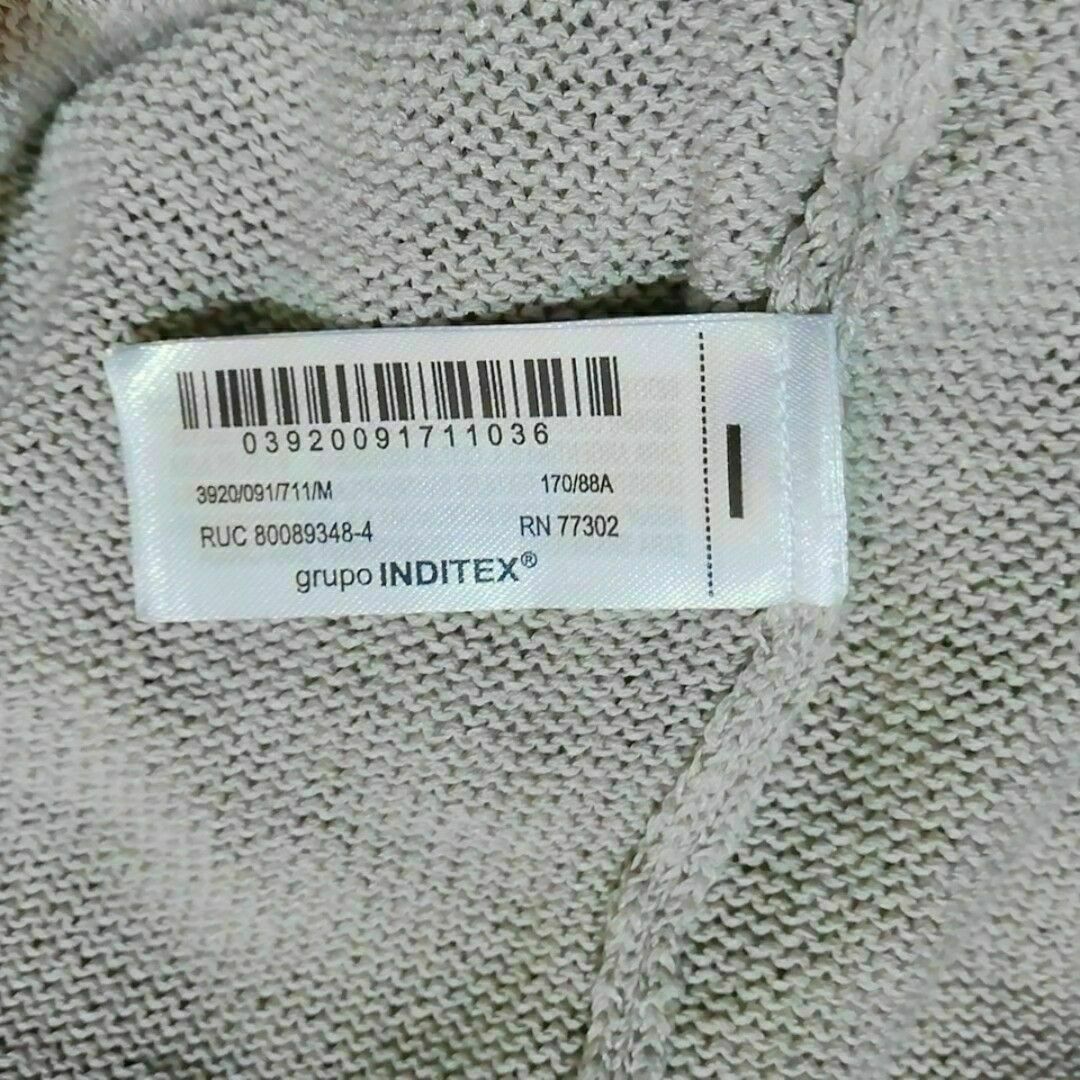 03920091711036
3920/091/711/M 170/88A
RUC 80089348-4 RN 77302
grupo INDITEX®